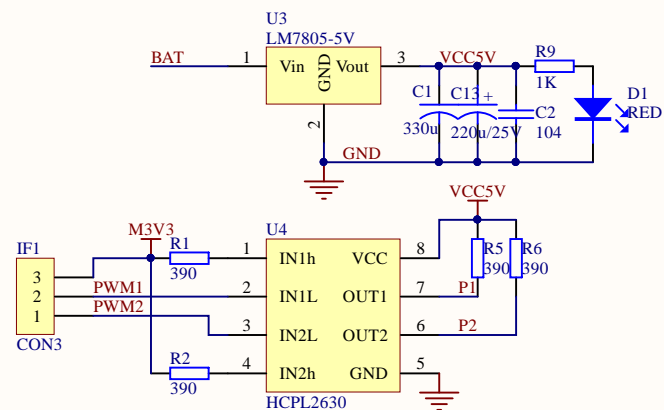 U3
LM7805-5V
BAT 1 Vin GND Vout 3 VCC5V R9
1K
C1 C13 + C2 D1
RED
330u 220u/25V 104
2
GND
VCC5V
M3V3
IF1 R1 U4
390
1 IN1h VCC 8 R5 R6
390 390
3
2 PWM1 2 IN1L OUT1 7 P1
1 PWM2 3 IN2L OUT2 6 P2
CON3
R2 4 IN2h GND 5
390
HCPL2630